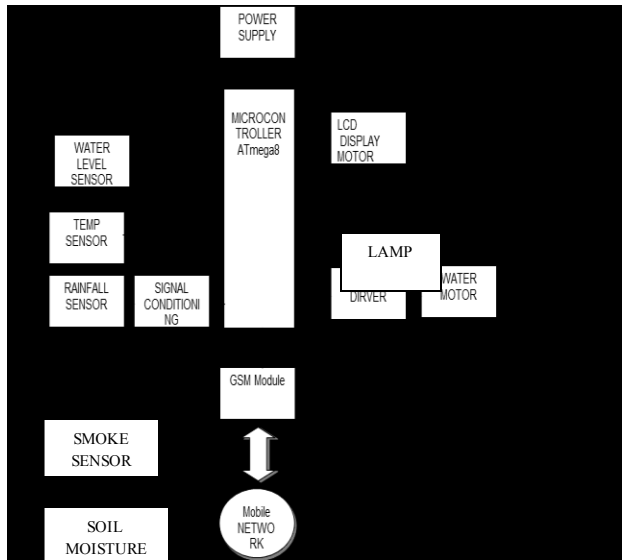 POWER
SUPPLY
MICROCON
TROLLER
ATmega8
LCD
DISPLAY
MOTOR
WATER
LEVEL
SENSOR
TEMP
SENSOR
LAMP
RAINFALL
SENSOR
SIGNAL
CONDITIONI
NG
DIRVER
WATER
MOTOR
GSM Module
SMOKE
SENSOR
Mobile
NETWO
RK
SOIL
MOISTURE